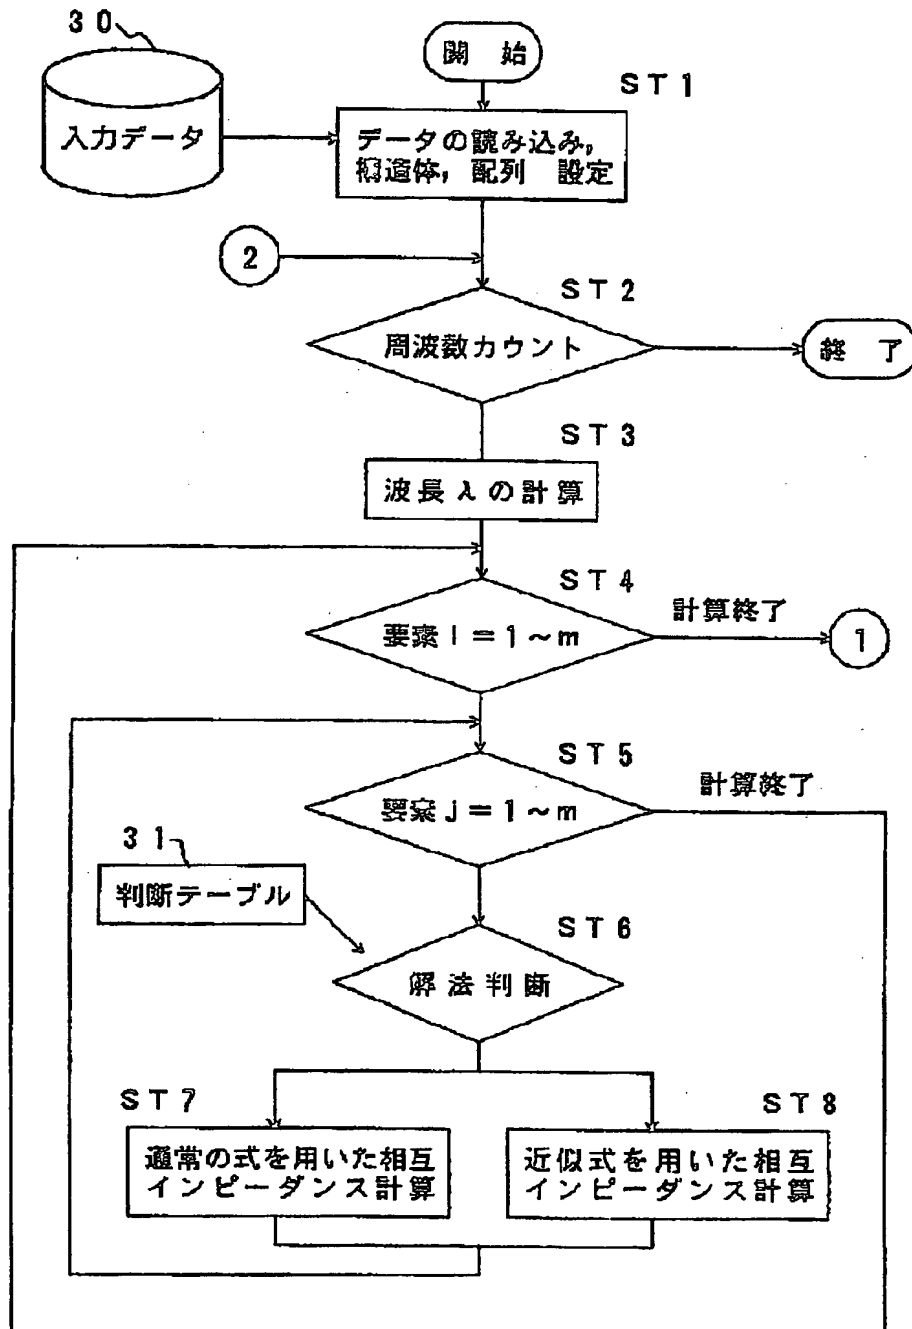 30
開 始
ST1
入力データ
データの読み込み,
構造体, 配列 設定
2
ST2
周波数カウント
終 了
ST3
波長λの計算
ST4
要素i=1~m
計算終了
1
ST5
要素j=1~m
計算終了
31
判断テーブル
ST6
解法判断
ST7
ST8
通常の式を用いた相互
インピーダンス計算
近似式を用いた相互
インピーダンス計算